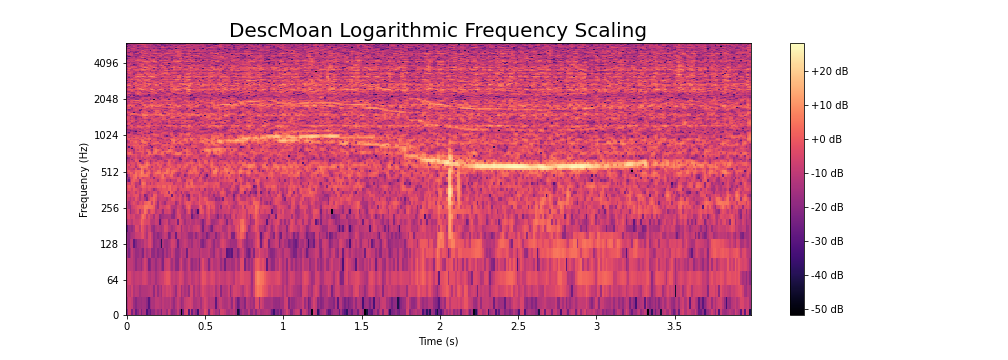 DescMoan Logarithmic Frequency Scaling
4096
2048
1024
512
256
128
64
0
Frequency (Hz)
0
0.5
1
1.5
2
2.5
3
3.5
Time (s)
+20 dB
+10 dB
+0 dB
-10 dB
-20 dB
-30 dB
-40 dB
-50 dB